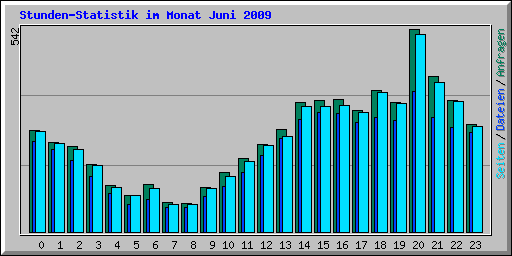 Stunden-Statistik im Monat Juni 2009
542
Seiten/Dateien/Anfragen
0 1 2 3 4 5 6 7 8 9 10 11 12 13 14 15 16 17 18 19 20 21 22 23